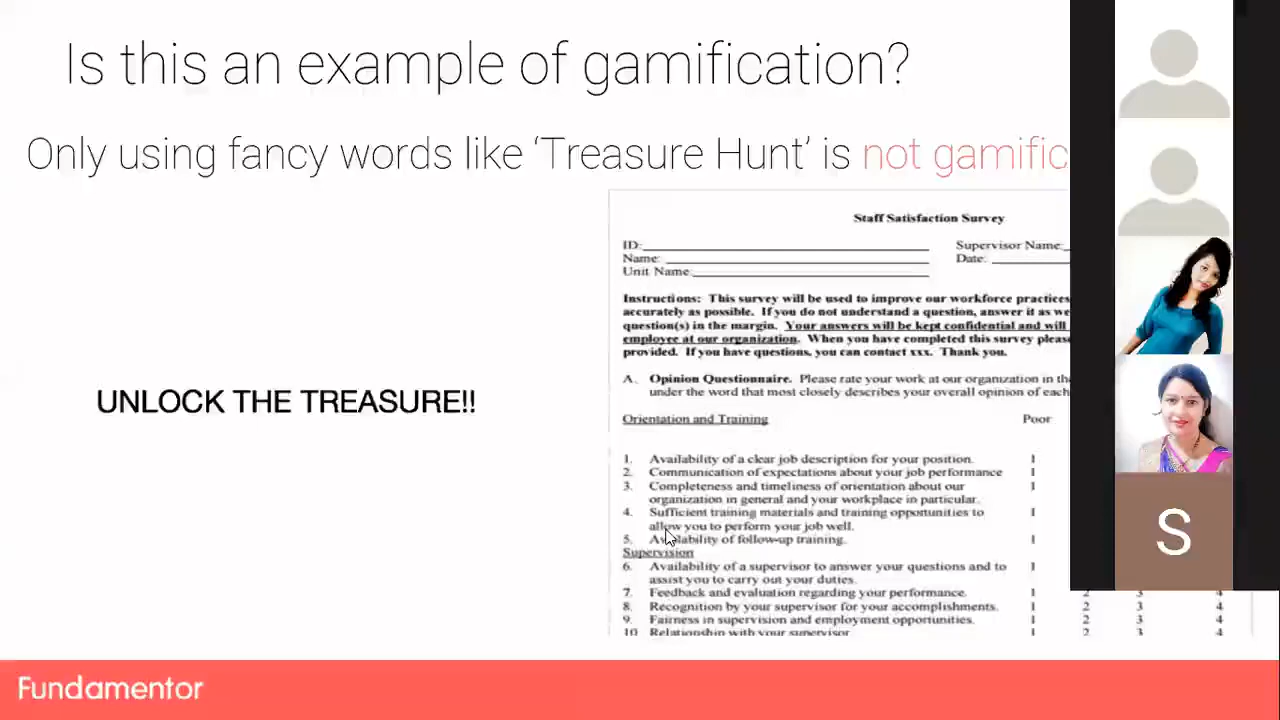 Is this an example of gamification?
Only using fancy words like ‘Treasure Hunt’ is not gamific
UNLOCK THE TREASURE!!
Staff Satisfaction Survey
ID: Supervisor Name:
Name: Date:
Unit Name:
Instructions: This survey will be used to improve our workforce practices
accurately as possible. If you do not understand a question, answer it as we
question(s) in the margin. Your answers will be kept confidential and will
employee at our organization. When you have completed this survey pleas
provided. If you have questions, you can contact xxx. Thank you.
A. Opinion Questionnaire. Please rate your work at our organization in th
under the word that most closely describes your overall opinion of each
Orientation and Training Poor
1. Availability of a clear job description for your position. 1
2. Communication of expectations about your job performance 1
3. Completeness and timeliness of orientation about our
organization in general and your workplace in particular. 1
4. Sufficient training materials and training opportunities to 1
allow you to perform your job well.
5. Availability of follow-up training. 1
Supervision
6. Availability of a supervisor to answer your questions and to 1
assist you to carry out your duties.
7. Feedback and evaluation regarding your performance. 1 2 3 4
8. Recognition by your supervisor for your accomplishments. 1 2 3 4
9. Fairness in supervision and employment opportunities. 1 2 3 4
10. Relationship with your supervisor 1 2 3 4
S
Fundamentor